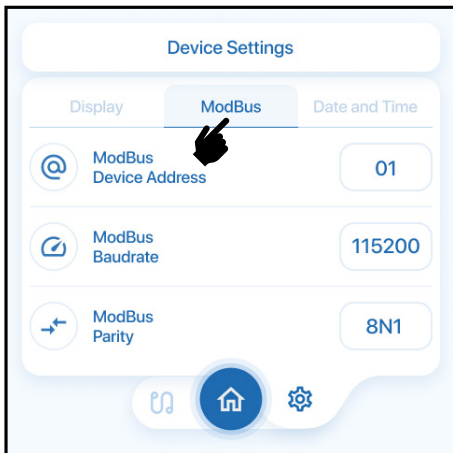 Device Settings
Display ModBus Date and Time
ModBus
Device Address
01
ModBus
Baudrate
115200
ModBus
Parity
8N1